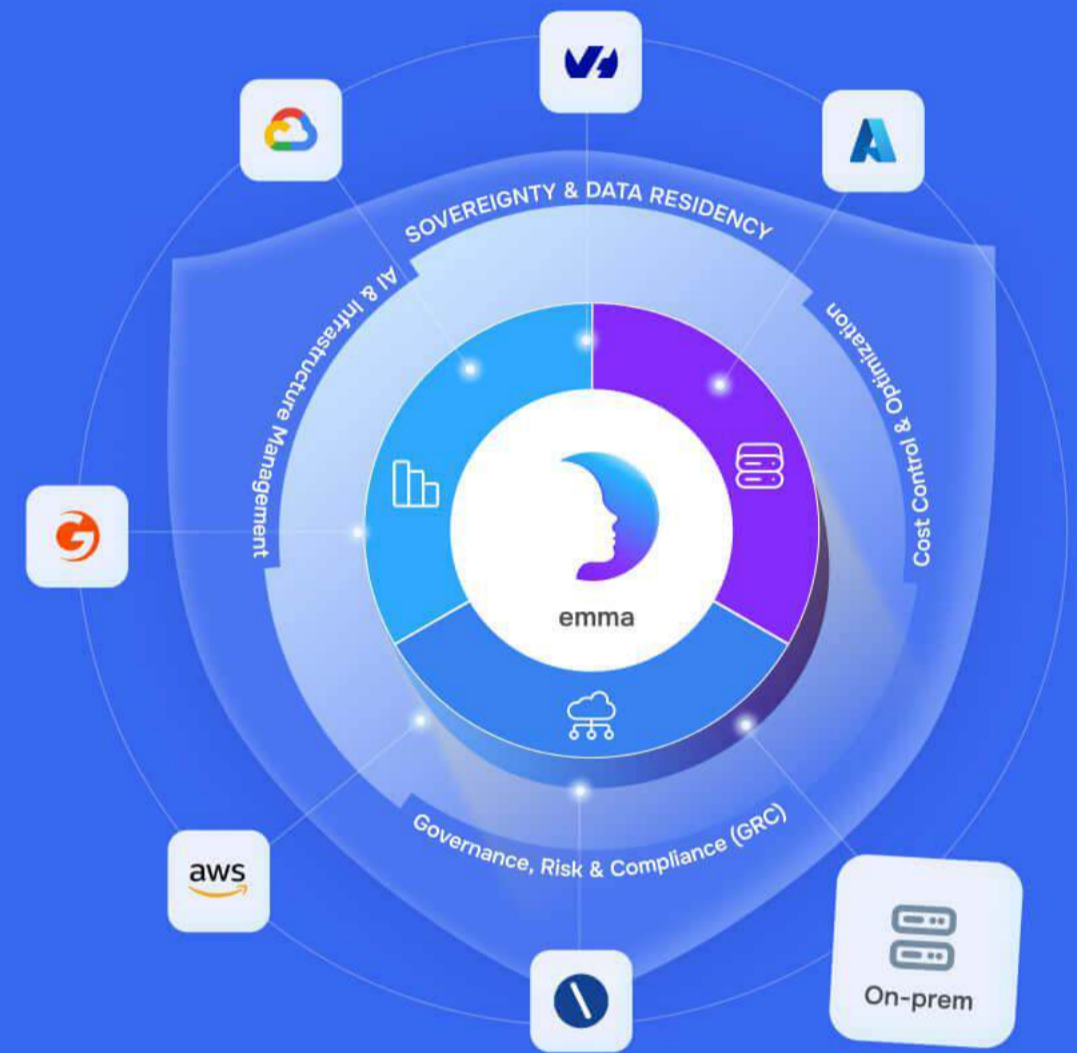 SOVEREIGNTY & DATA RESIDENCY
AI & Infrastructure Management
Cost Control & Optimization
emma
Governance, Risk & Compliance (GRC)
aws
On-prem